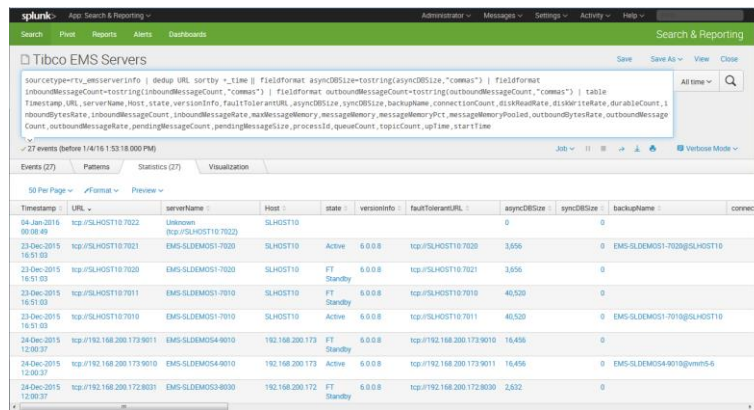 splunk> App: Search & Reporting Administrator Messages Settings Activity Help
Search Pivot Reports Alerts Dashboards Search & Reporting
Tibco EMS Servers Save Save As View Close
sourcetype=rtv_emsserverinfo | dedup URL sortby +_time || fieldformat asyncDBSize=tostring(asyncDBSize,"commas") | fieldformat
inboundMessageCount=tostring(inboundMessageCount,"commas") | fieldformat outboundMessageCount=tostring(outboundMessageCount,"commas") | table
Timestamp,URL,serverName,Host,state,versionInfo,faultTolerantURL,asyncDBSize,syncDBSize,backupName,connectionCount,diskReadRate,diskWriteRate,durableCount,i
nboundBytesRate,inboundMessageCount,inboundMessageRate,maxMessageMemory,messageMemory,messageMemoryPct,messageMemoryPooled,outboundBytesRate,outboundMessage
Count,outboundMessageRate,pendingMessageCount,pendingMessageSize,processId,queueCount,topicCount,upTime,startTime
All time
✓ 27 events (before 1/4/16 1:53:18.000 PM) Job Verbose Mode
Events (27) Patterns Statistics (27) Visualization
50 Per Page Format Preview
Timestamp URL serverName Host state versionInfo faultTolerantURL asyncDBSize syncDBSize backupName connec
04-Jan-2016 tcp://SLHOST10:7022 Unknown SLHOST10 0 0
00:08:49 (tcp://SLHOST10:7022)
23-Dec-2015 tcp://SLHOST10:7021 EMS-SLDEMOS1-7020 SLHOST10 Active 6.0.0.8 tcp://SLHOST10:7020 3,656 0 EMS-SLDEMOS1-7020@SLHOST10
16:51:03
23-Dec-2015 tcp://SLHOST10:7020 EMS-SLDEMOS1-7020 SLHOST10 FT 6.0.0.8 tcp://SLHOST10:7021 3,656 0
16:51:03 Standby
23-Dec-2015 tcp://SLHOST10:7011 EMS-SLDEMOS1-7010 SLHOST10 FT 6.0.0.8 tcp://SLHOST10:7010 40,520 0
16:51:03 Standby
23-Dec-2015 tcp://SLHOST10:7010 EMS-SLDEMOS1-7010 SLHOST10 Active 6.0.0.8 tcp://SLHOST10:7011 40,520 0 EMS-SLDEMOS1-7010@SLHOST10
16:51:03
24-Dec-2015 tcp://192.168.200.173:9011 EMS-SLDEMOS4-9010 192.168.200.173 FT 6.0.0.8 tcp://192.168.200.173:9010 16,456 0
12:00:37 Standby
24-Dec-2015 tcp://192.168.200.173:9010 EMS-SLDEMOS4-9010 192.168.200.173 Active 6.0.0.8 tcp://192.168.200.173:9011 16,456 0 EMS-SLDEMOS4-9010@vmrh5-6
12:00:37
24-Dec-2015 tcp://192.168.200.172:8031 EMS-SLDEMOS3-8030 192.168.200.172 FT 6.0.0.8 tcp://192.168.200.172:8030 2,632 0
12:00:37 Standby